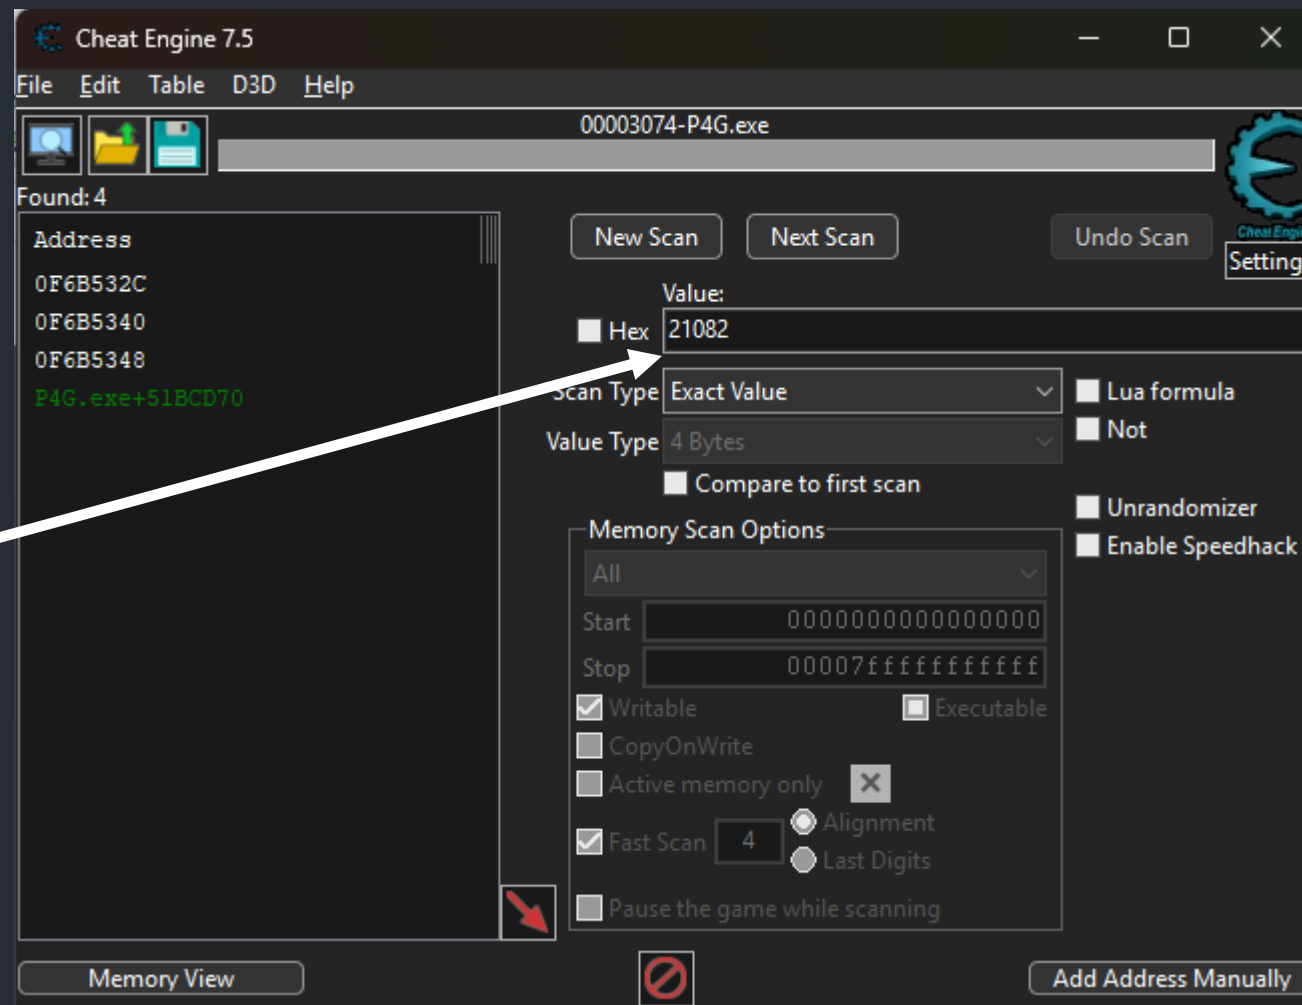 Cheat Engine 7.5
File Edit Table D3D Help
00003074-P4G.exe
Found: 4
Address
0F6B532C
0F6B5340
0F6B5348
P4G.exe+51BCD70
New Scan Next Scan Undo Scan
Cheat Engi
Setting
Value:
Hex 21082
Scan Type Exact Value
Lua formula
Value Type 4 Bytes
Not
Compare to first scan
Unrandomizer
Enable Speedhack
Memory Scan Options
All
Start 0000000000000000
Stop 00007fffffffffff
Writable Executable
CopyOnWrite
Active memory only
Fast Scan 4 Alignment
Last Digits
Pause the game while scanning
Memory View Add Address Manually